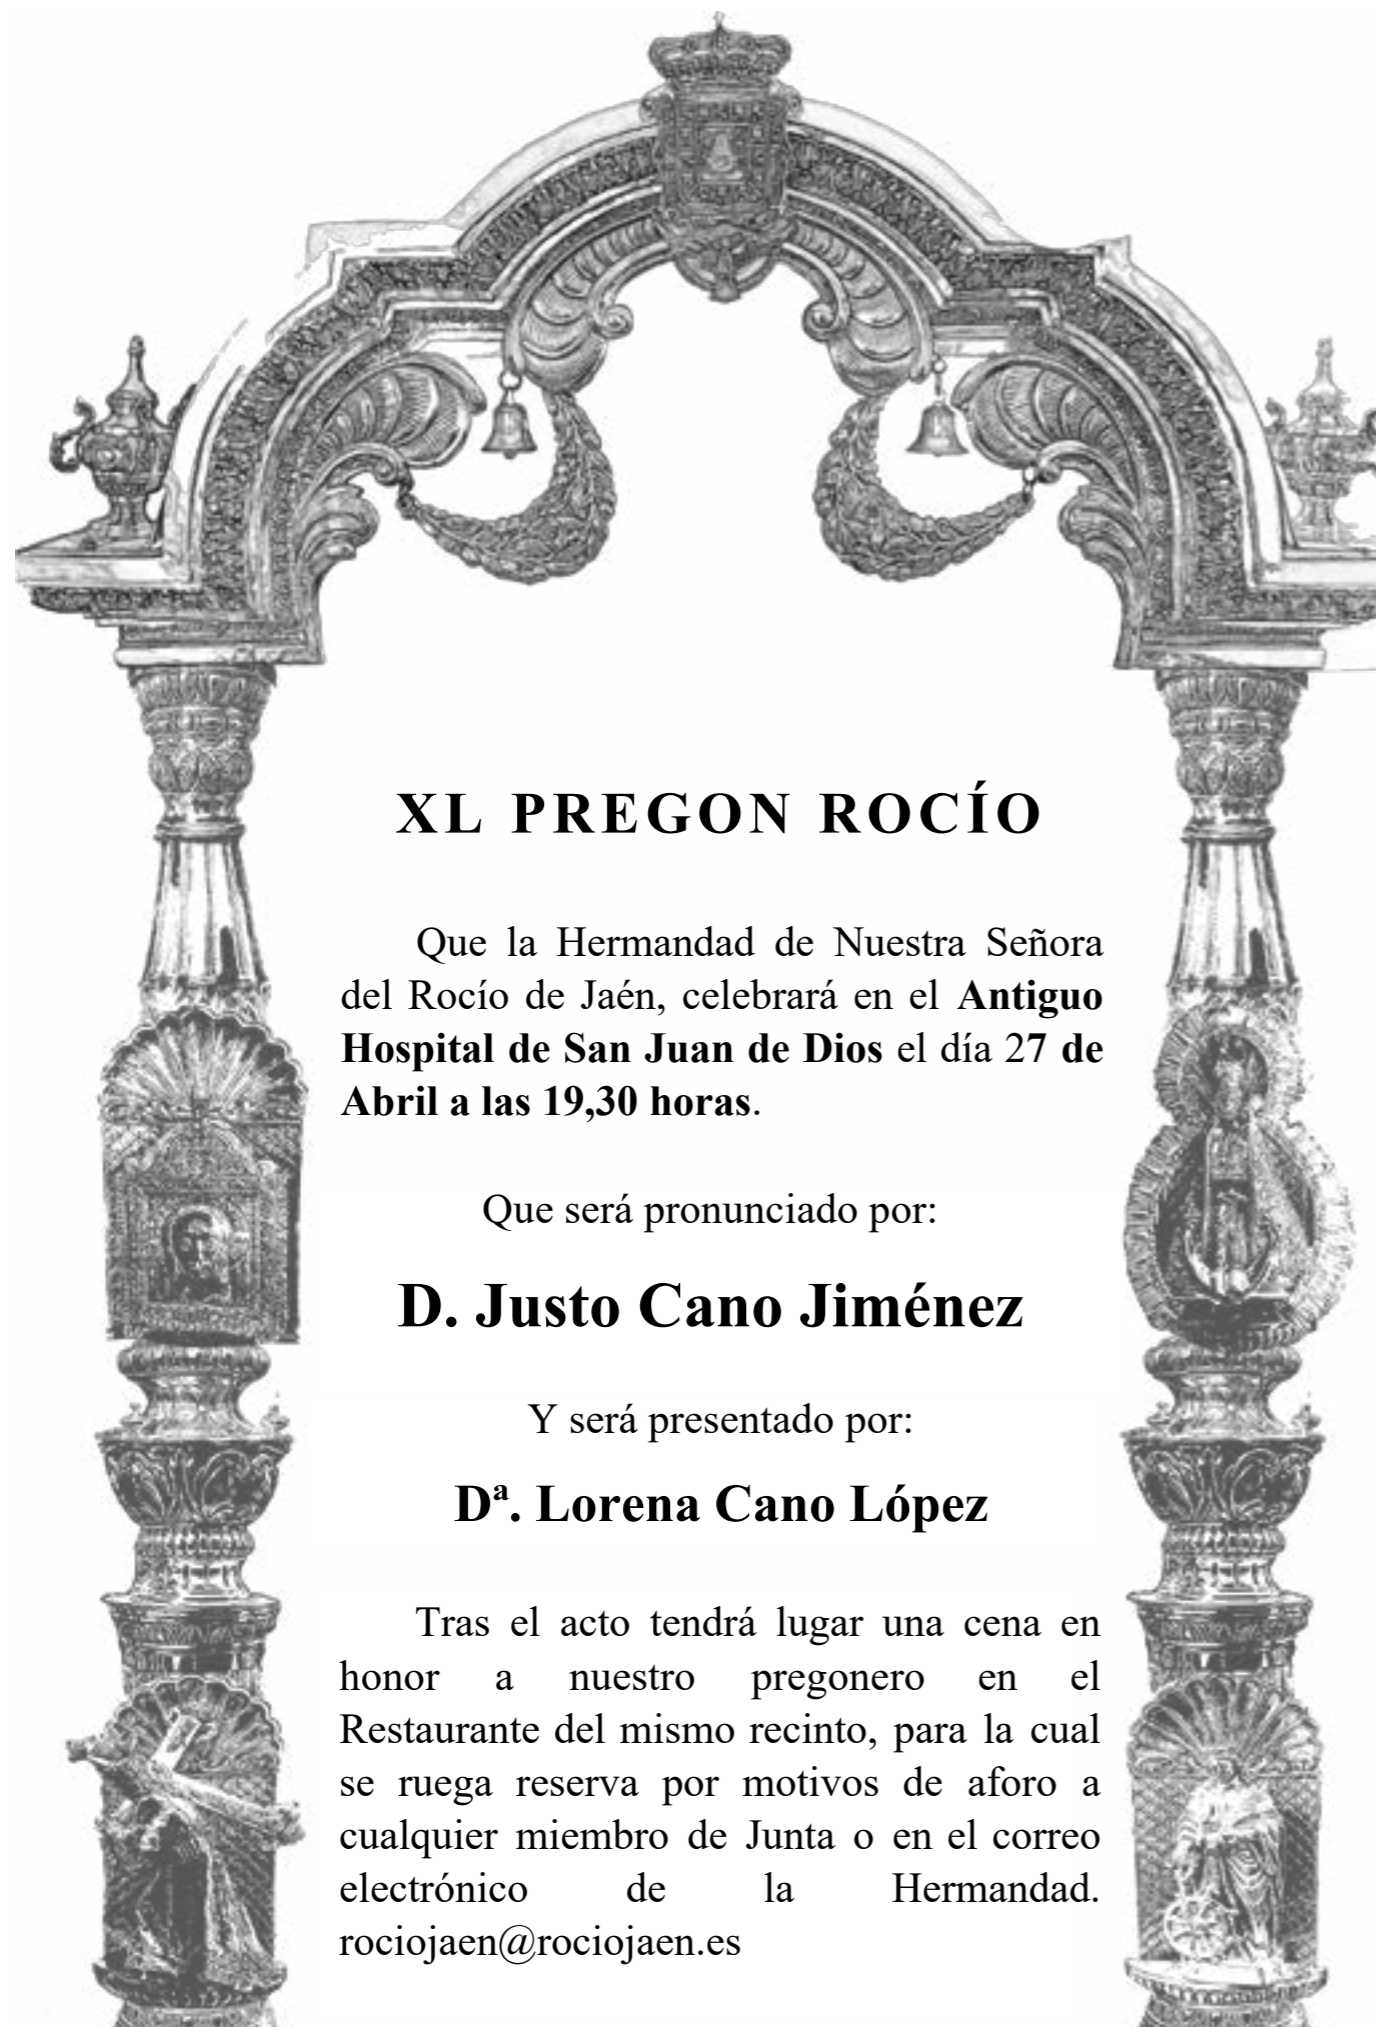 XL PREGON ROCÍO
Que la Hermandad de Nuestra Señora
del Rocío de Jaén, celebrará en el Antiguo
Hospital de San Juan de Dios el día 27 de
Abril a las 19,30 horas.
Que será pronunciado por:
D. Justo Cano Jiménez
Y será presentado por:
Dª. Lorena Cano López
Tras el acto tendrá lugar una cena en
honor a nuestro pregonero en el
Restaurante del mismo recinto, para la cual
se ruega reserva por motivos de aforo a
cualquier miembro de Junta o en el correo
electrónico de la Hermandad.
rociojaen@rociojaen.es